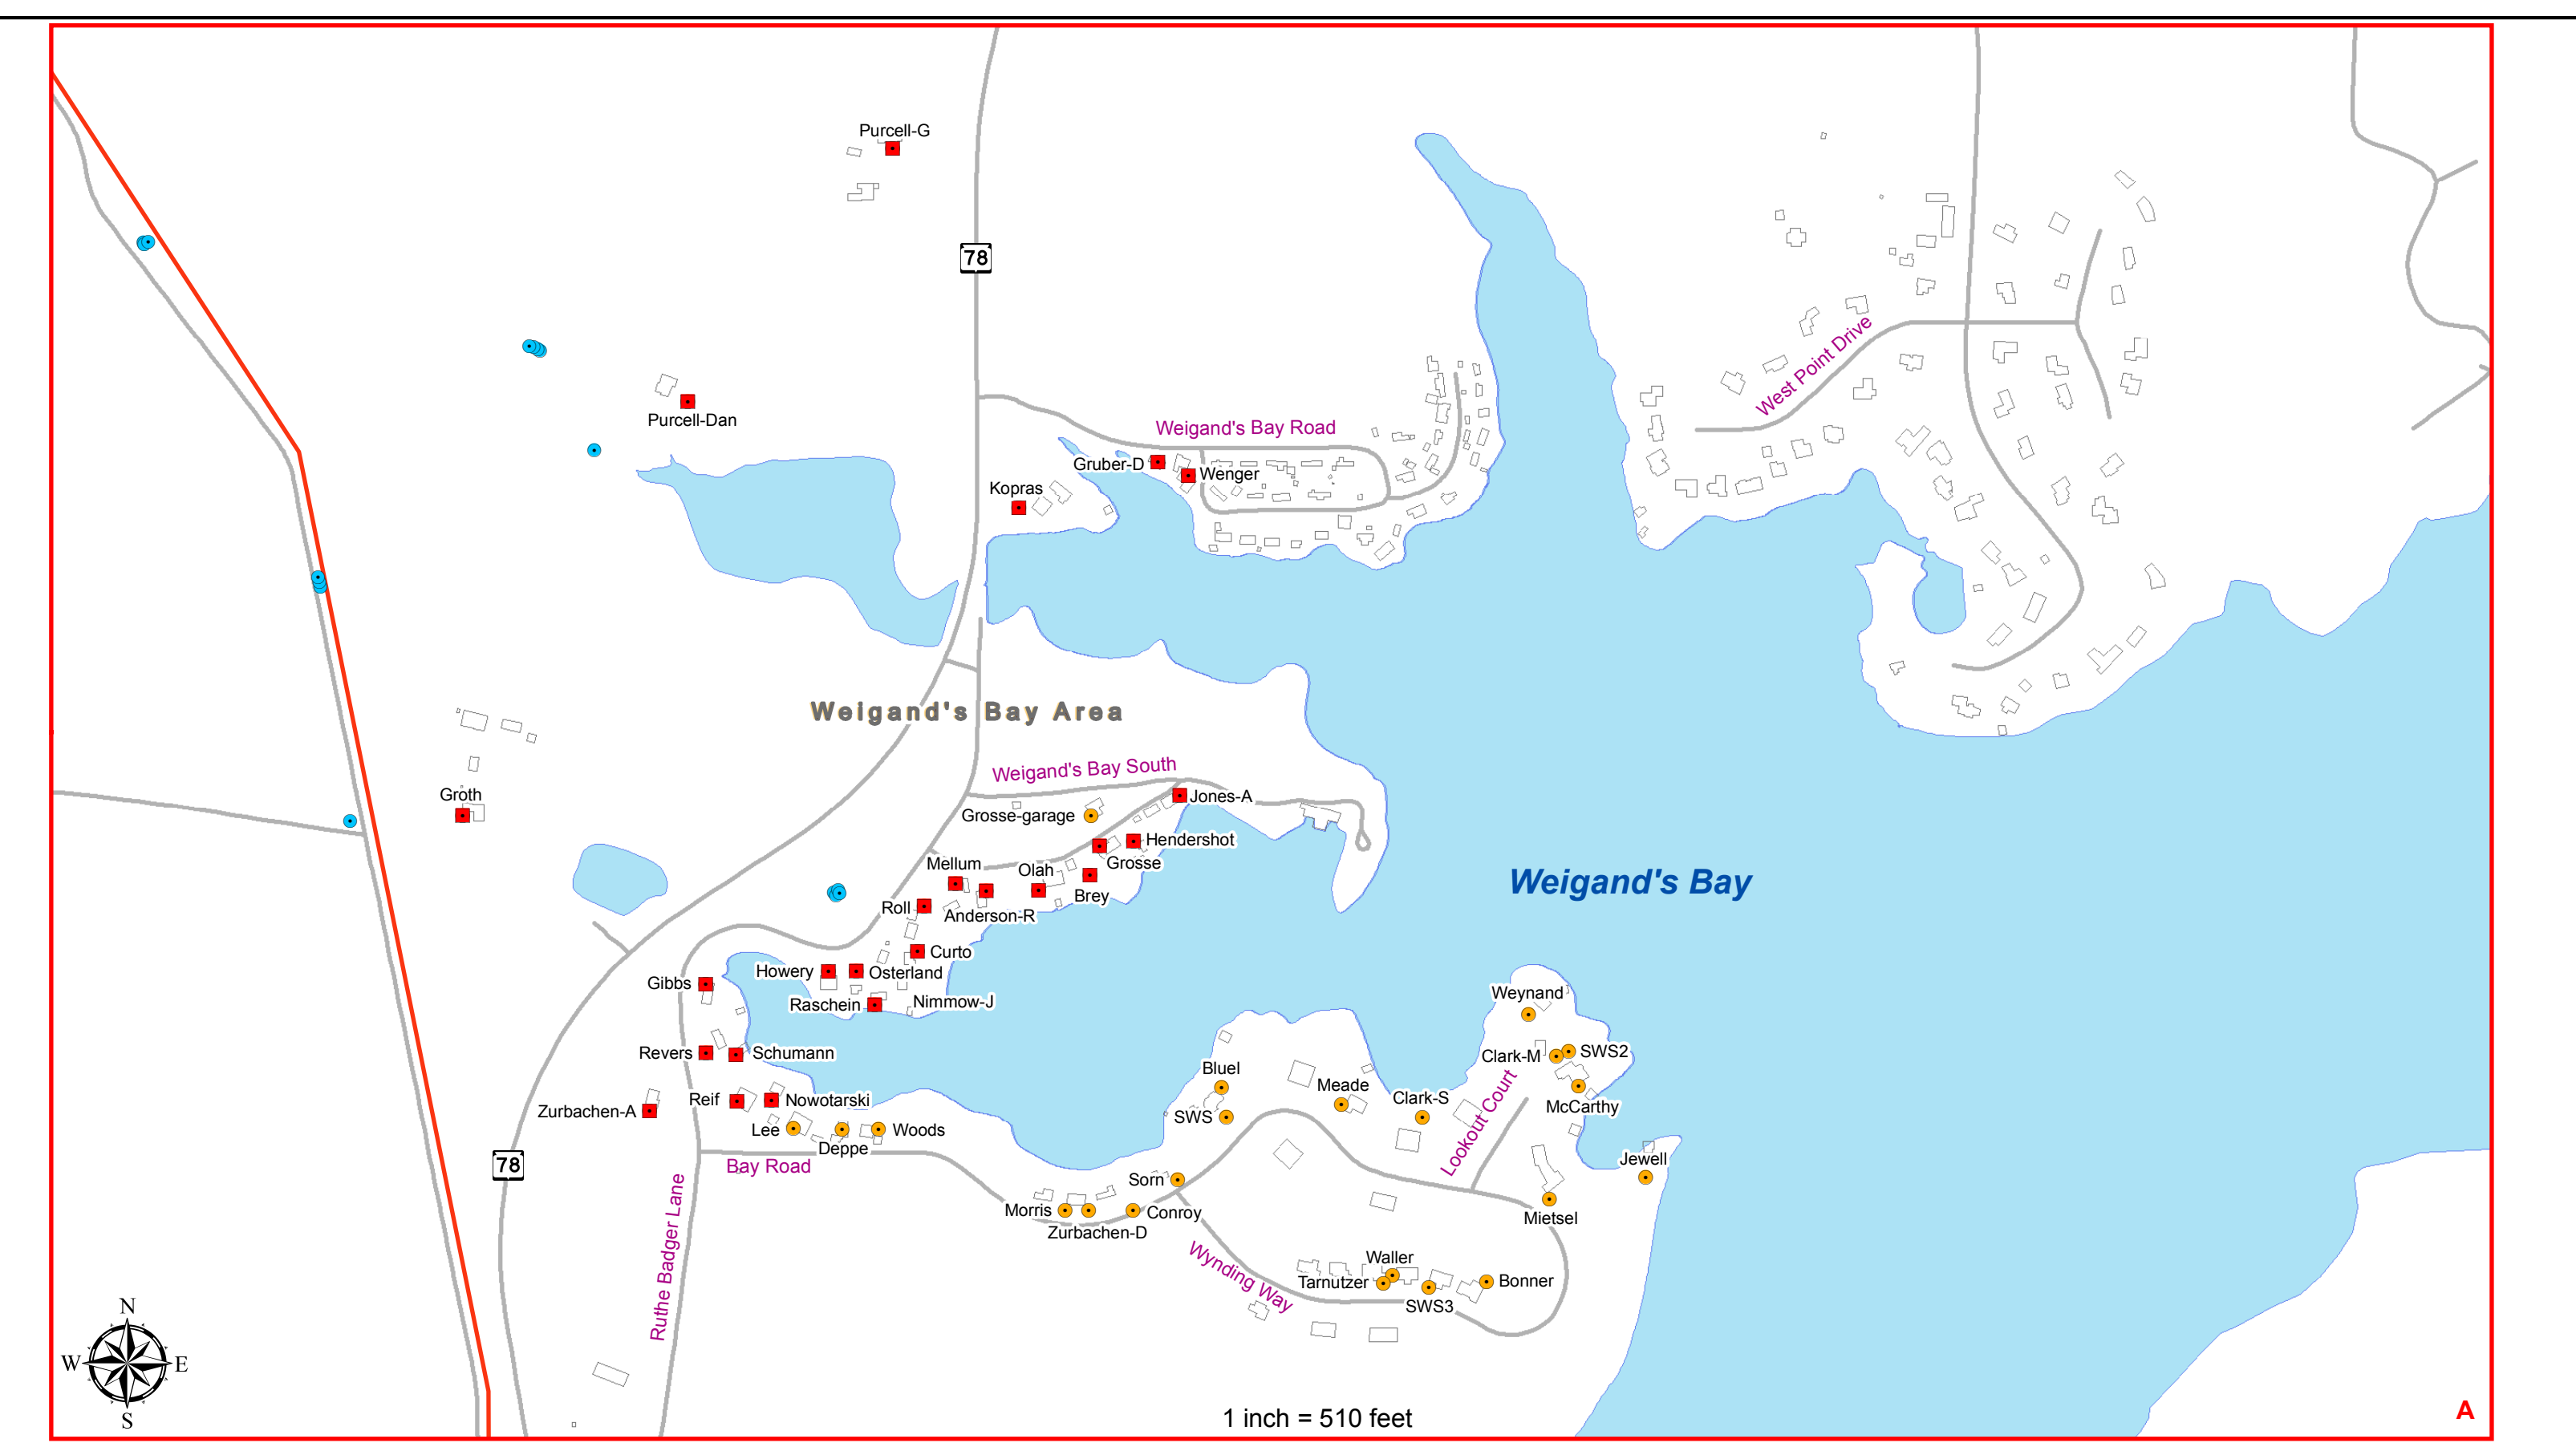 Purcell-G
78
West Point Drive
Purcell-Dan
Weigand's Bay Road
Gruber-D
Wenger
Kopras
Weigand's Bay Area
Weigand's Bay South
Groth
Jones-A
Grosse-garage
Hendershot
Mellum
Olah
Grosse
Weigand's Bay
Brey
Roll
Anderson-R
Curto
Howery
Osterland
Gibbs
Raschein
Nimmow-J
Weynand
Revers
Schumann
Clark-M
SWS2
Bluel
Meade
Clark-S
Lookout Court
McCarthy
Zurbachen-A
Reif
Nowotarski
SWS
Lee
Deppe
Woods
78
Bay Road
Jewell
Sorn
Ruthe Badger Lane
Morris
Conroy
Zurbachen-D
Mietsel
Wynding Way
Waller
Tarnutzer
Bonner
SWS3
N
W
E
S
1 inch = 510 feet
A